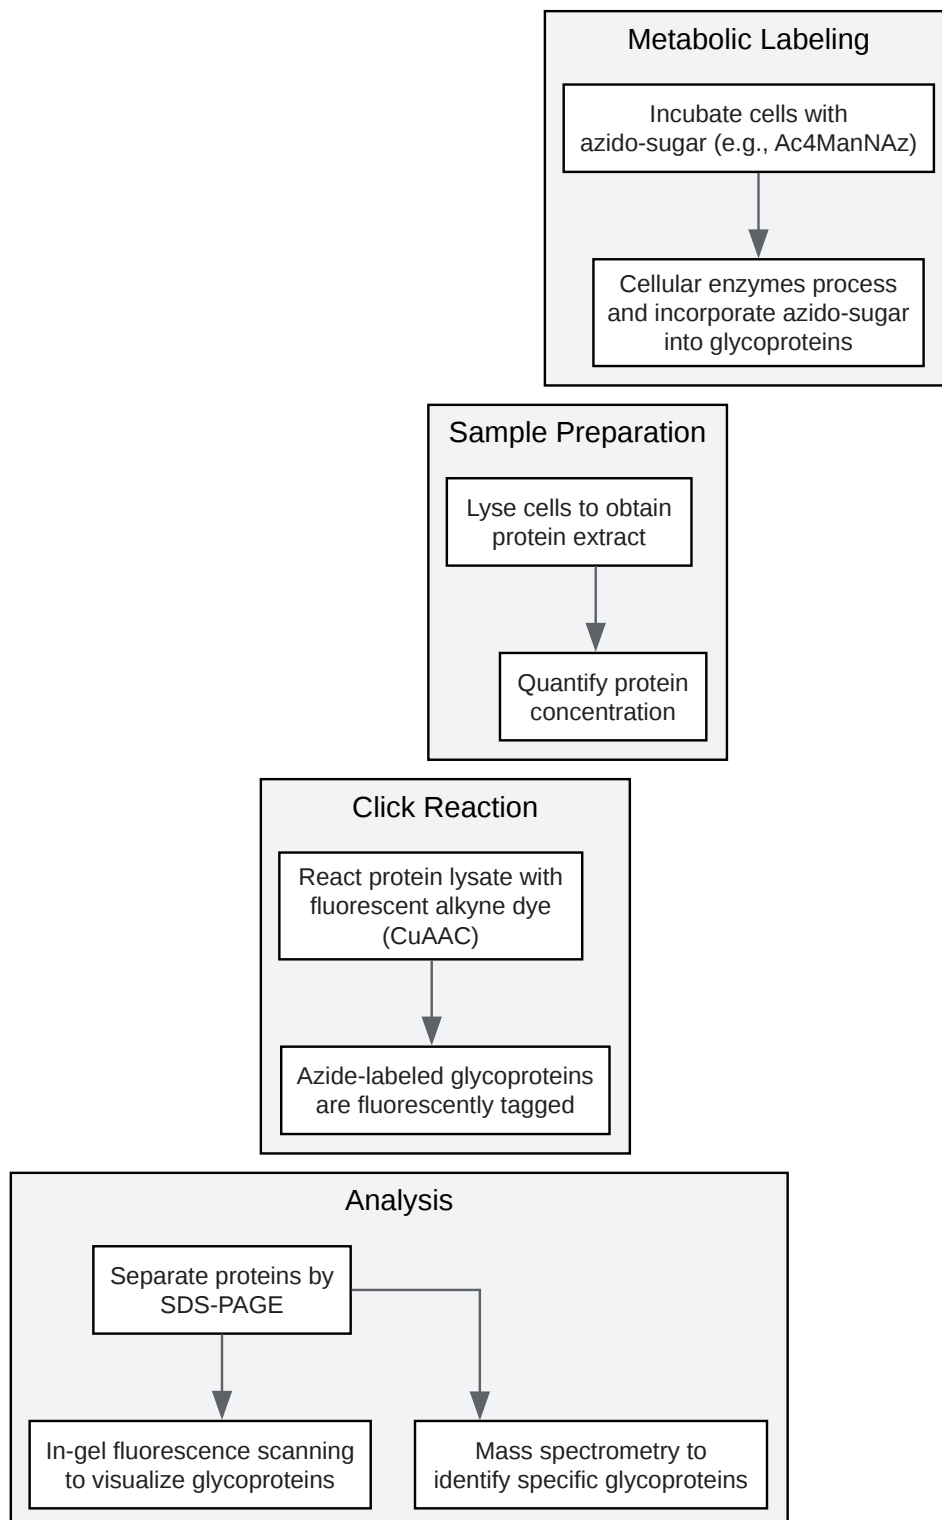 Metabolic Labeling
Incubate cells with
azido-sugar (e.g., Ac4ManNAz)
Cellular enzymes process
and incorporate azido-sugar
into glycoproteins
Sample Preparation
Lyse cells to obtain
protein extract
Quantify protein
concentration
Click Reaction
React protein lysate with
fluorescent alkyne dye
(CuAAC)
Azide-labeled glycoproteins
are fluorescently tagged
Analysis
Separate proteins by
SDS-PAGE
In-gel fluorescence scanning
to visualize glycoproteins
Mass spectrometry to
identify specific glycoproteins